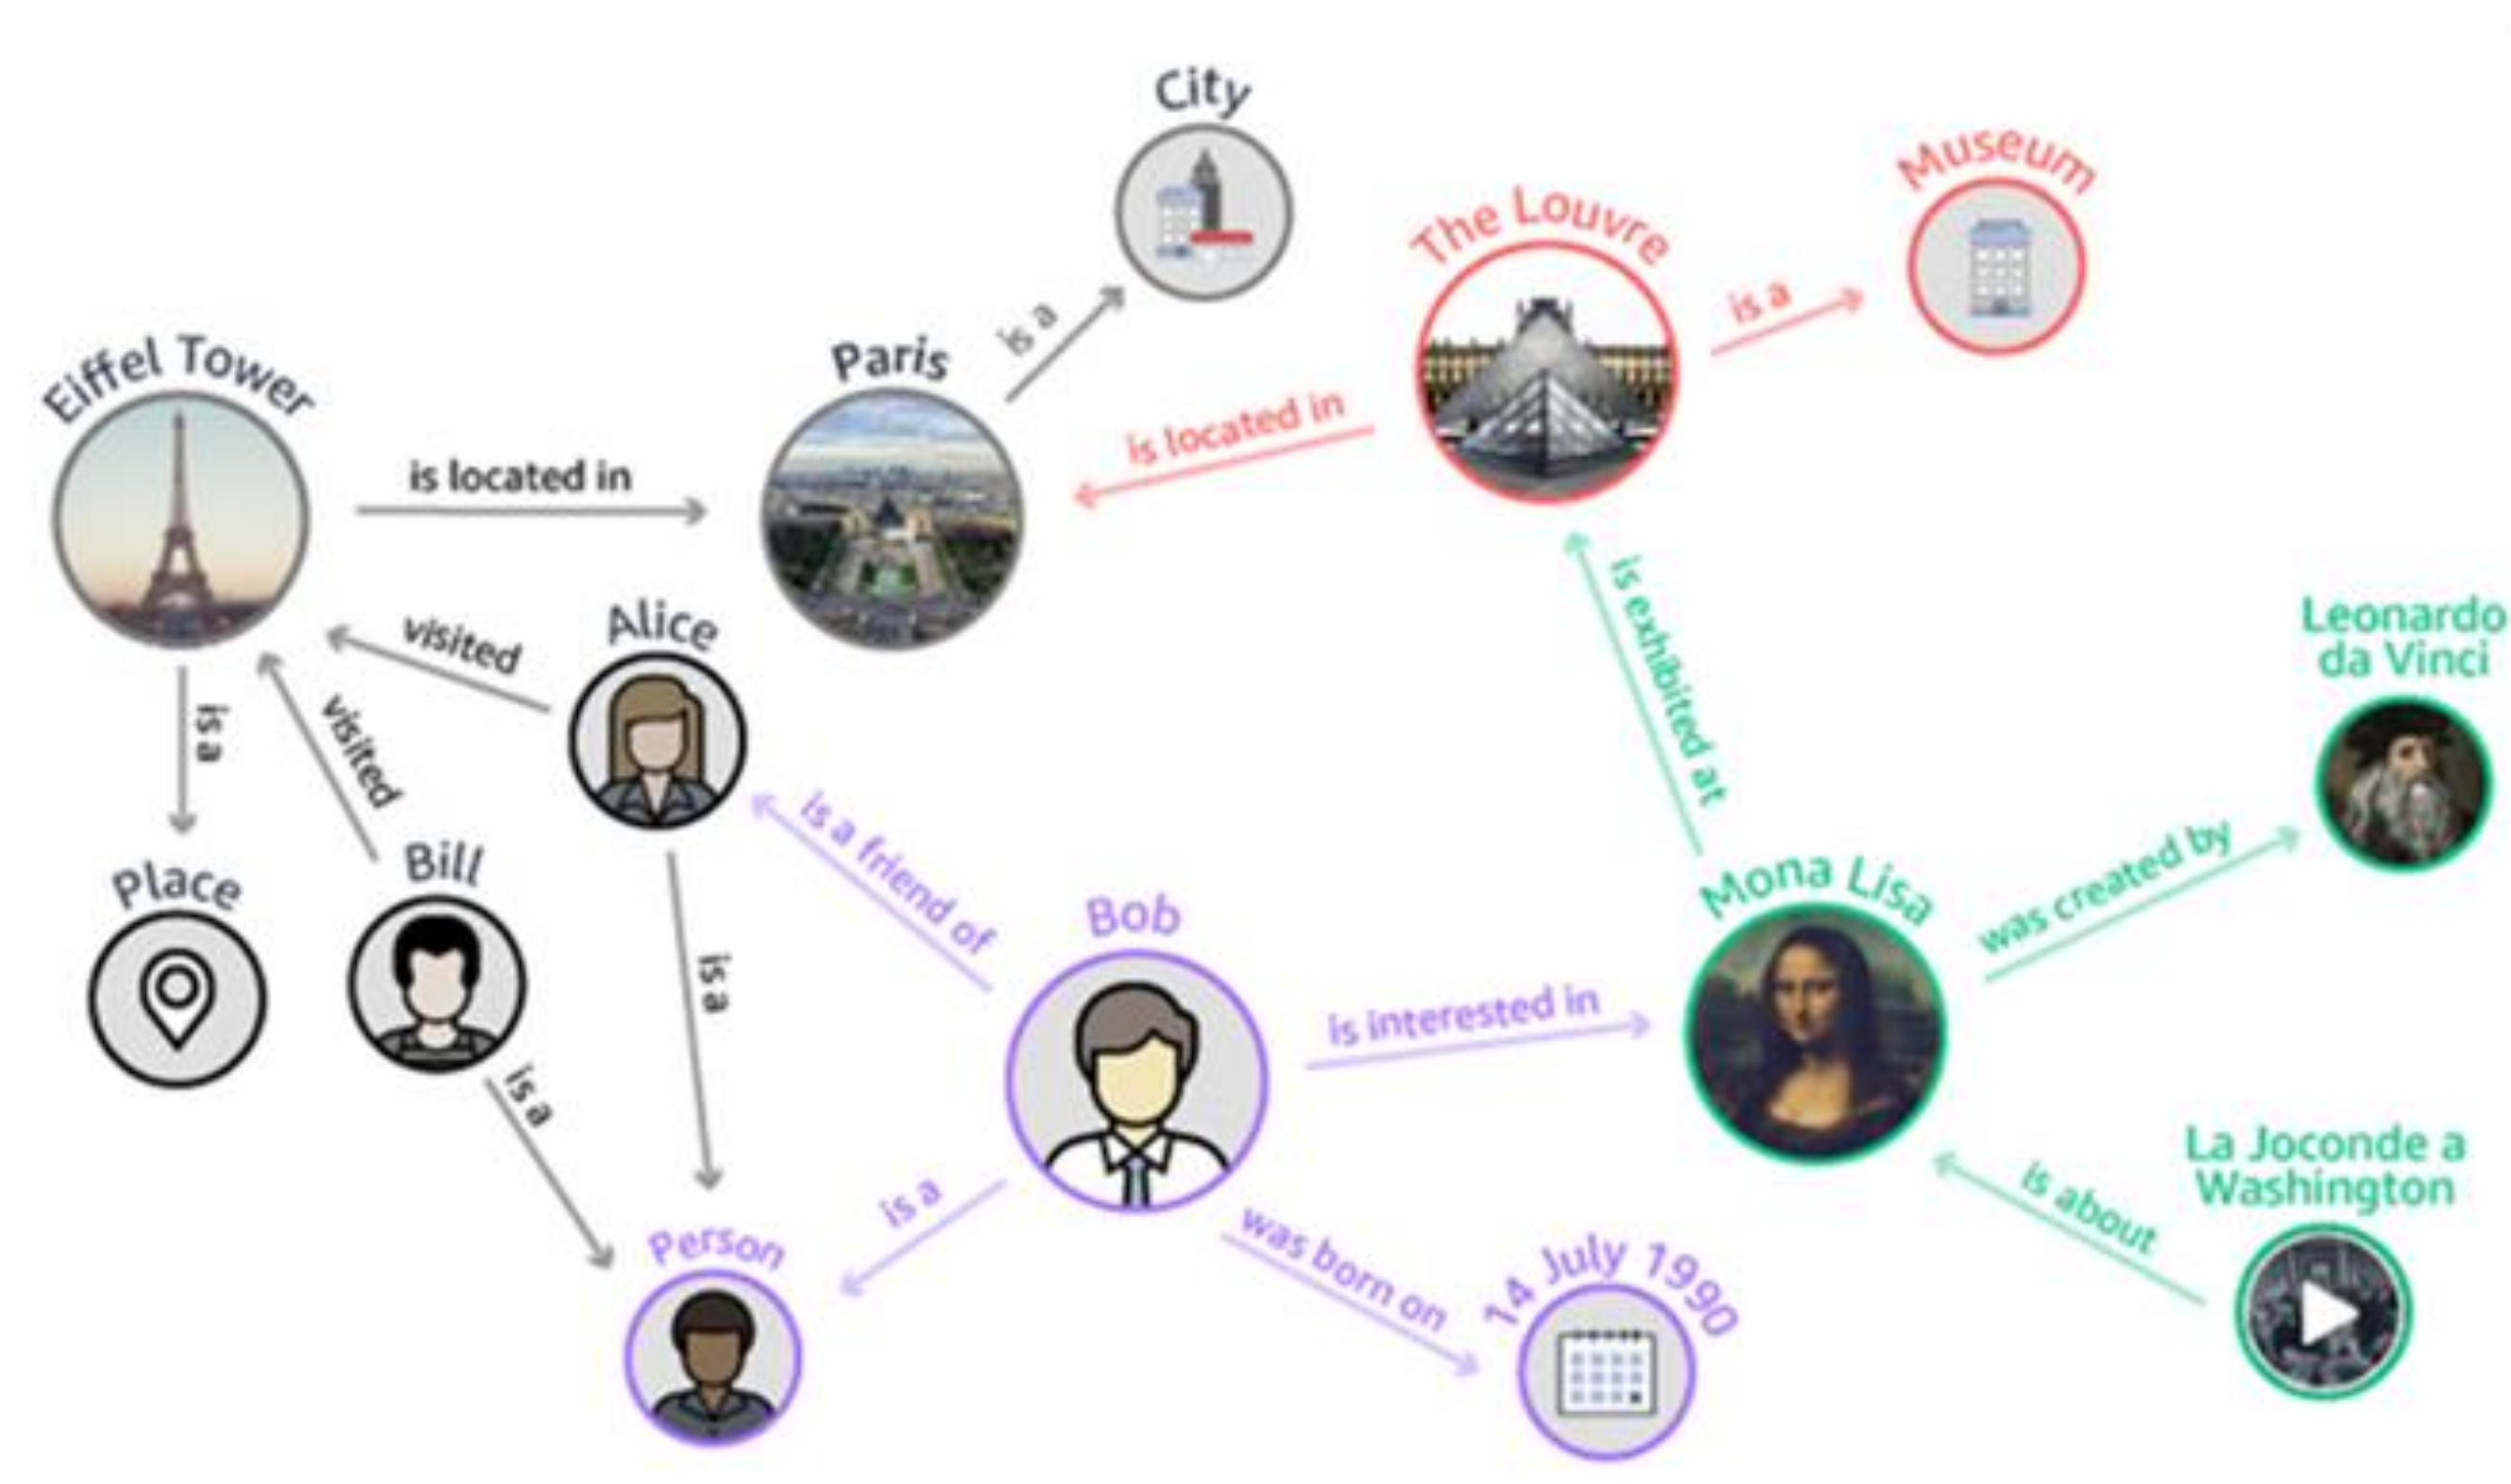 City
Museum
The Louvre
is a
is a
Eiffel Tower
Paris
is located in
is located in
visited
Alice
is exhibited at
Leonardo
da Vinci
is a
visited
is a friend of
Place
Bill
Bob
Mona Lisa
was created by
is a
is interested in
is a
La Joconde a
Washington
is about
is a
Person
was born on
14 July 1990